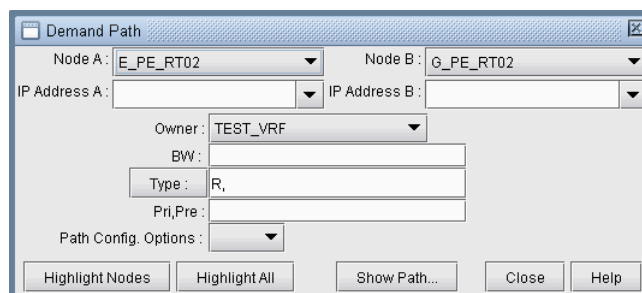 Demand Path
Node A : E_PE_RT02 Node B : G_PE_RT02
IP Address A : IP Address B :
Owner : TEST_VRF
BW :
Type : R,
Pri,Pre :
Path Config. Options :
Highlight Nodes Highlight All Show Path... Close Help